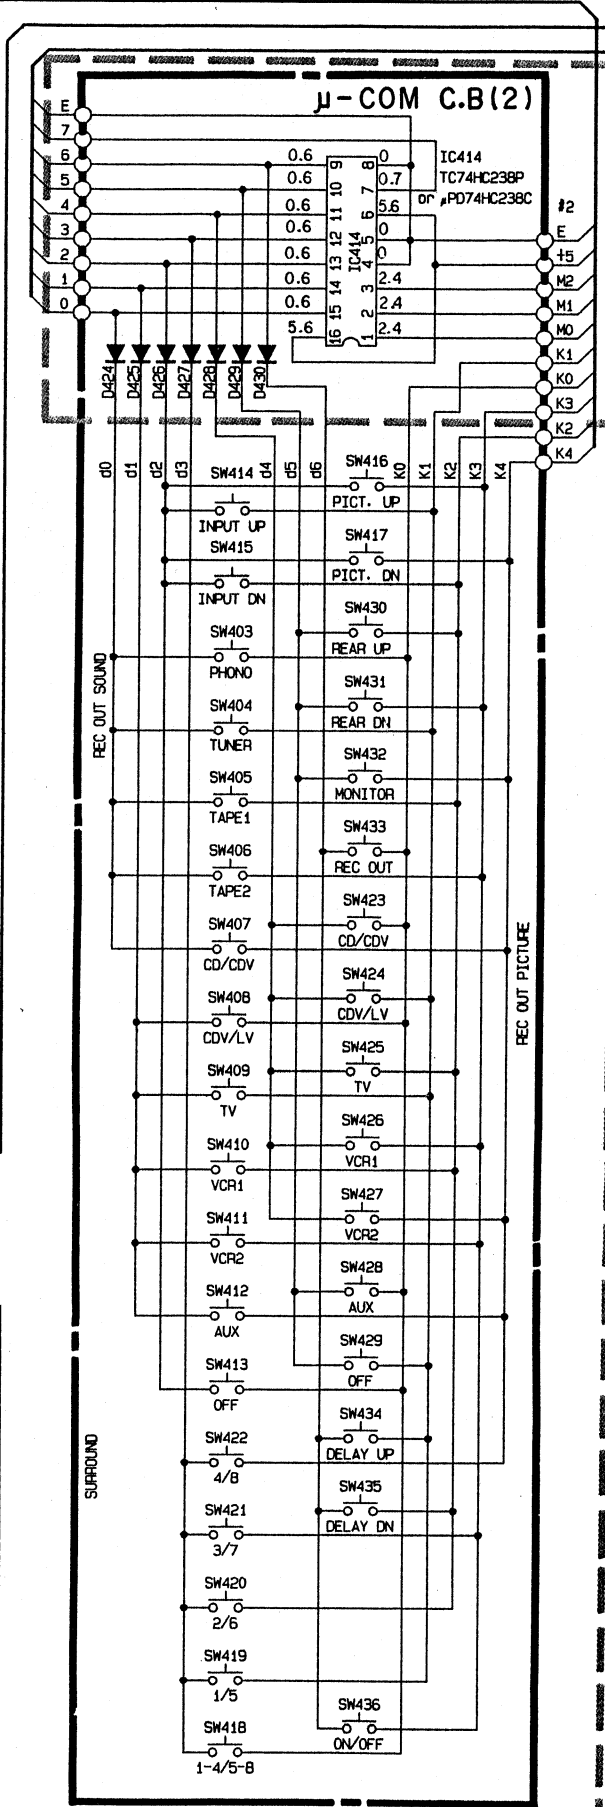 μ-COM C.B(2)
E
7
6
5
4
3
2
1
0
0.6 9 8 0
0.6 10 7 0.7
0.6 11 6 5.6
0.6 12 5 0
0.6 13 4 0
0.6 14 3 2.4
0.6 15 2 2.4
5.6 16 1 2.4
IC414
IC414
TC74HC238P
or μPD74HC238C
#2
E
+5
M2
M1
M0
K1
K0
K3
K2
K4
D424
D425
D426
D427
D428
D429
D430
d0
d1
d2
d3
d4
d5
d6
K0
K1
K2
K3
K4
SW414
INPUT UP
SW416
PICT. UP
SW415
INPUT DN
SW417
PICT. DN
SW430
REAR UP
REC OUT SOUND
SW403
PHONO
SW431
REAR DN
SW404
TUNER
SW432
MONITOR
SW405
TAPE1
SW433
REC OUT
SW406
TAPE2
SW423
CD/CDV
SW407
CD/CDV
REC OUT PICTURE
SW424
CDV/LV
SW408
CDV/LV
SW425
TV
SW409
TV
SW426
VCR1
SW410
VCR1
SW427
VCR2
SW411
VCR2
SW428
AUX
SW412
AUX
SW429
OFF
SW413
OFF
SW434
DELAY UP
SURROUND
SW422
4/8
SW435
DELAY DN
SW421
3/7
SW420
2/6
SW419
1/5
SW436
ON/OFF
SW418
1-4/5-8